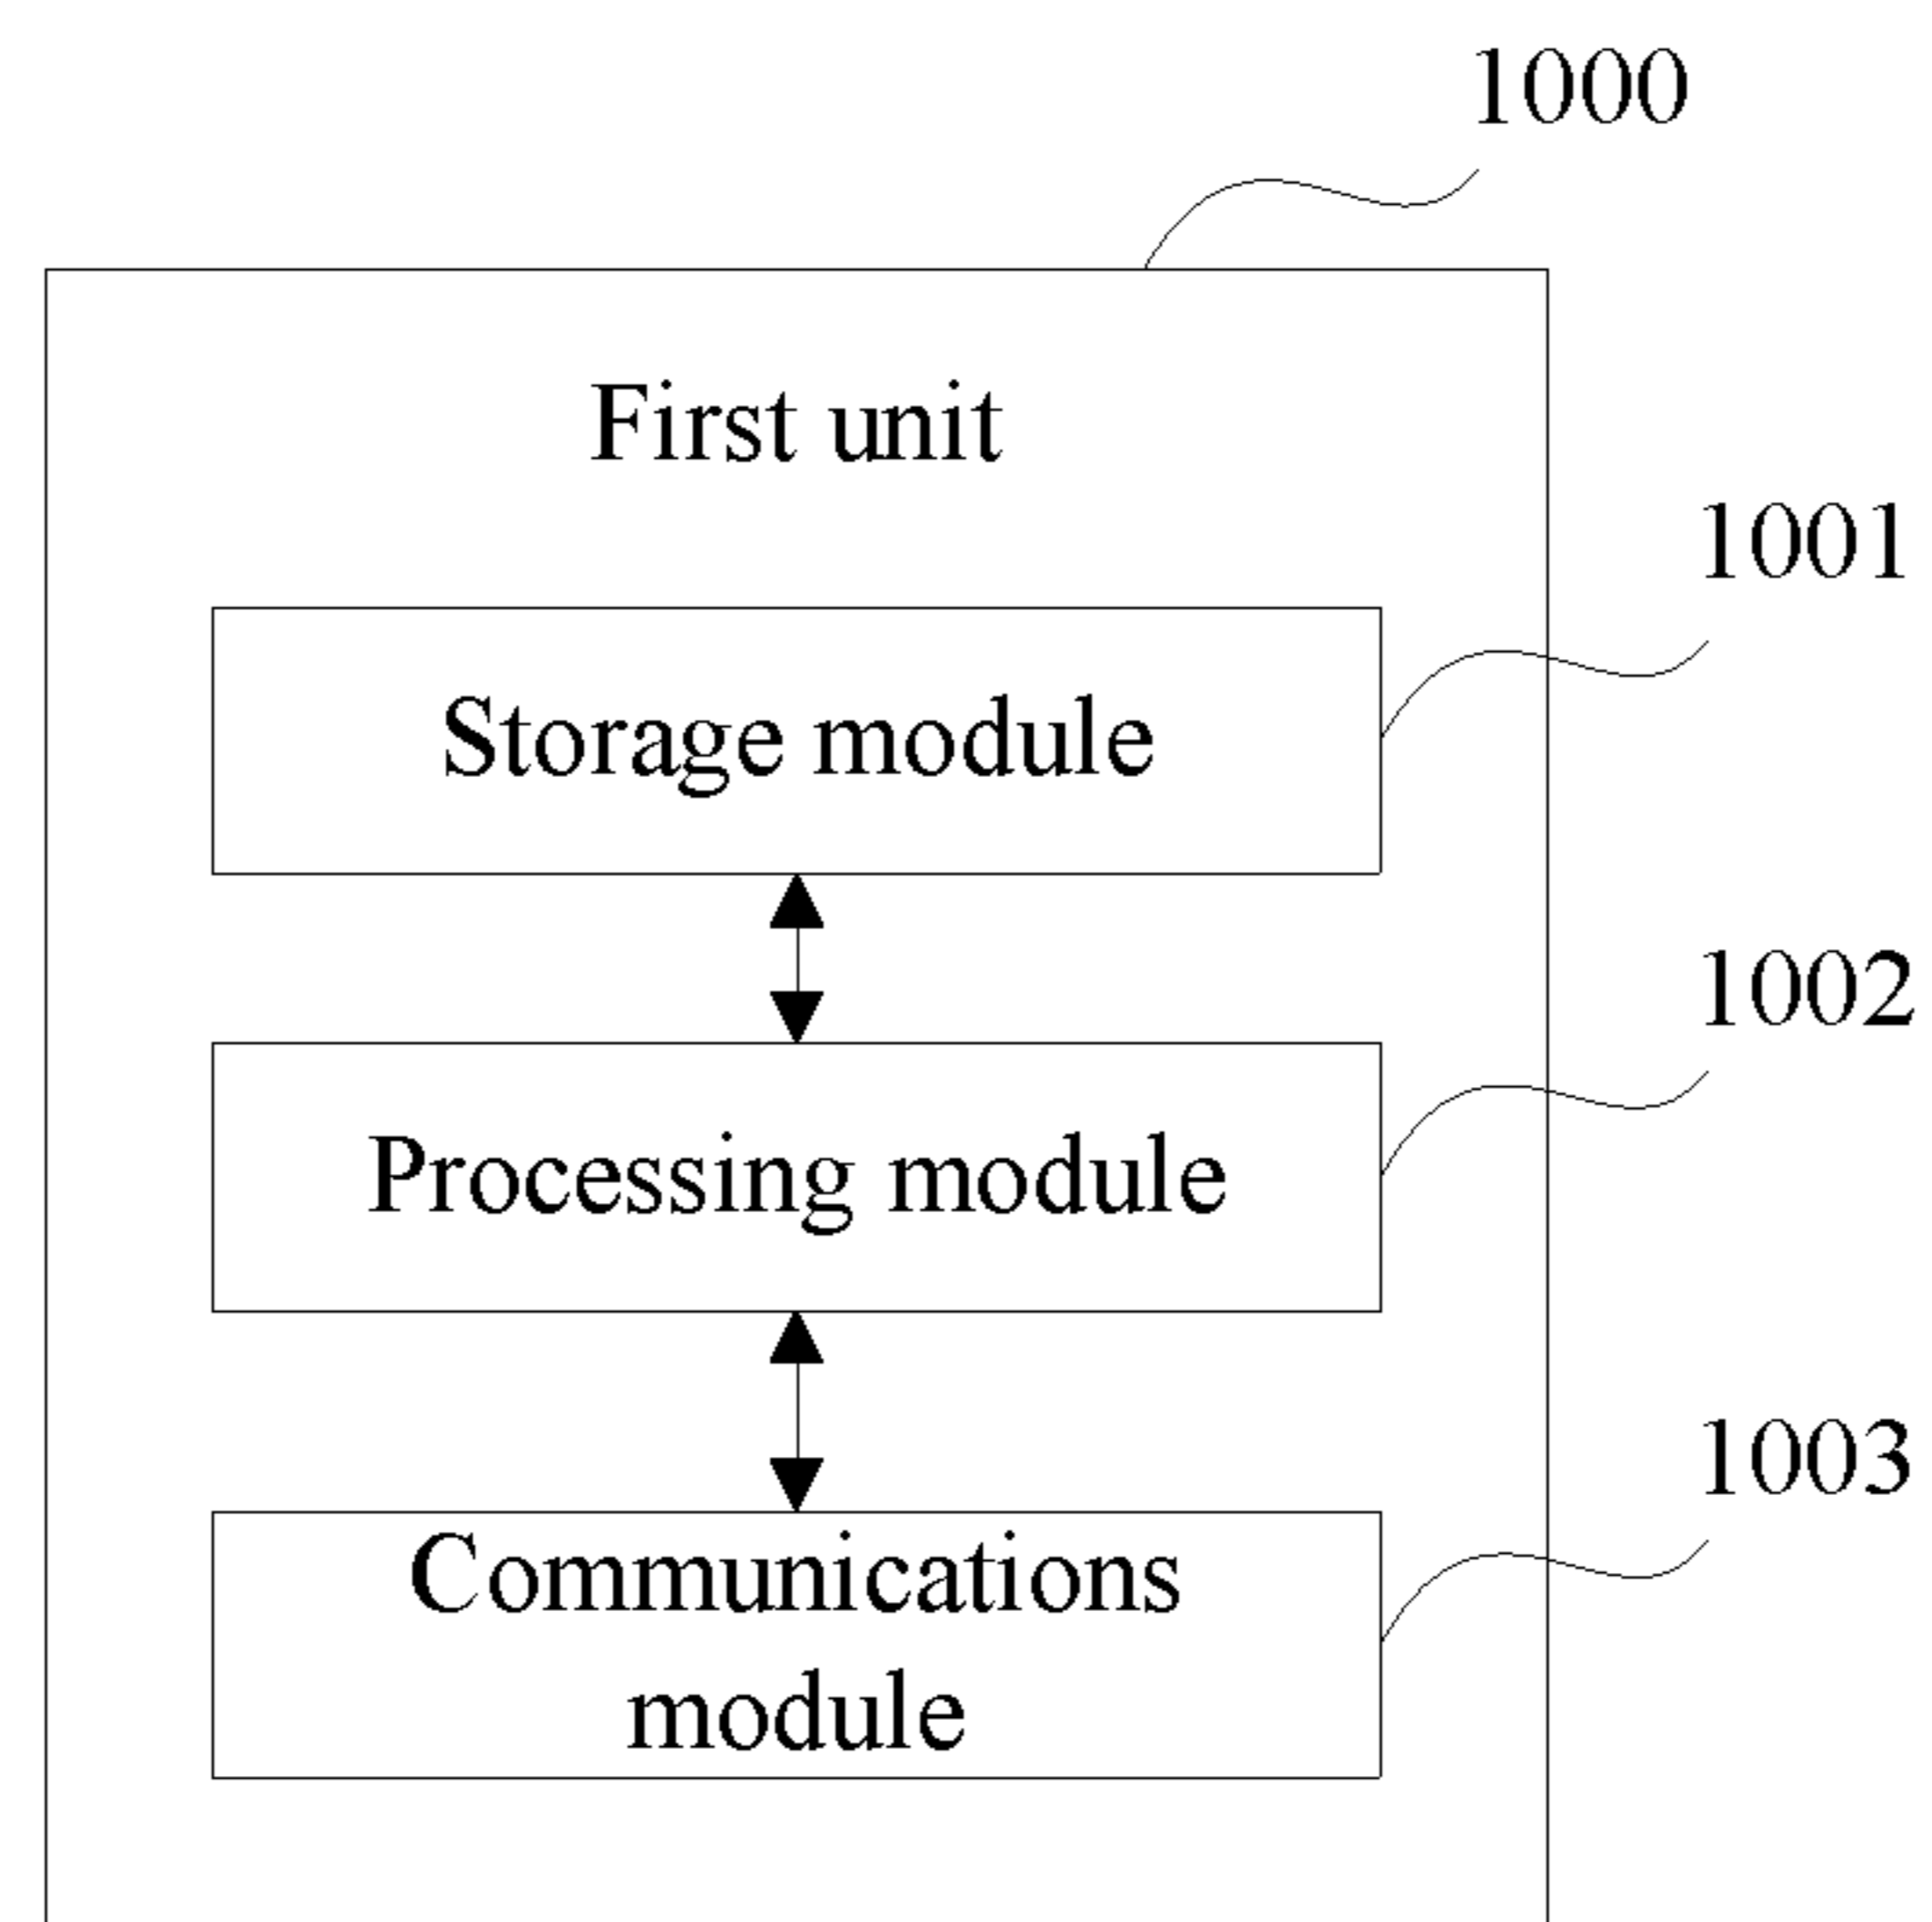 1000
First unit
1001
Storage module
1002
Processing module
1003
Communications
module